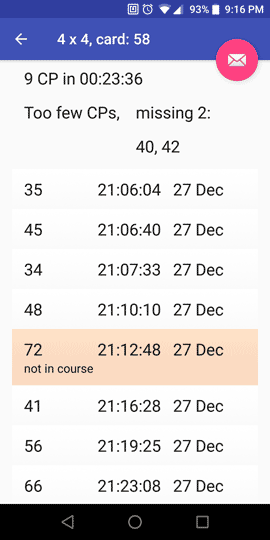 93% 9:16 PM
4 x 4, card: 58
9 CP in 00:23:36
Too few CPs, missing 2:
40, 42
35 21:06:04 27 Dec
45 21:06:40 27 Dec
34 21:07:33 27 Dec
48 21:10:10 27 Dec
72 21:12:48 27 Dec
not in course
41 21:16:28 27 Dec
56 21:19:25 27 Dec
66 21:23:08 27 Dec